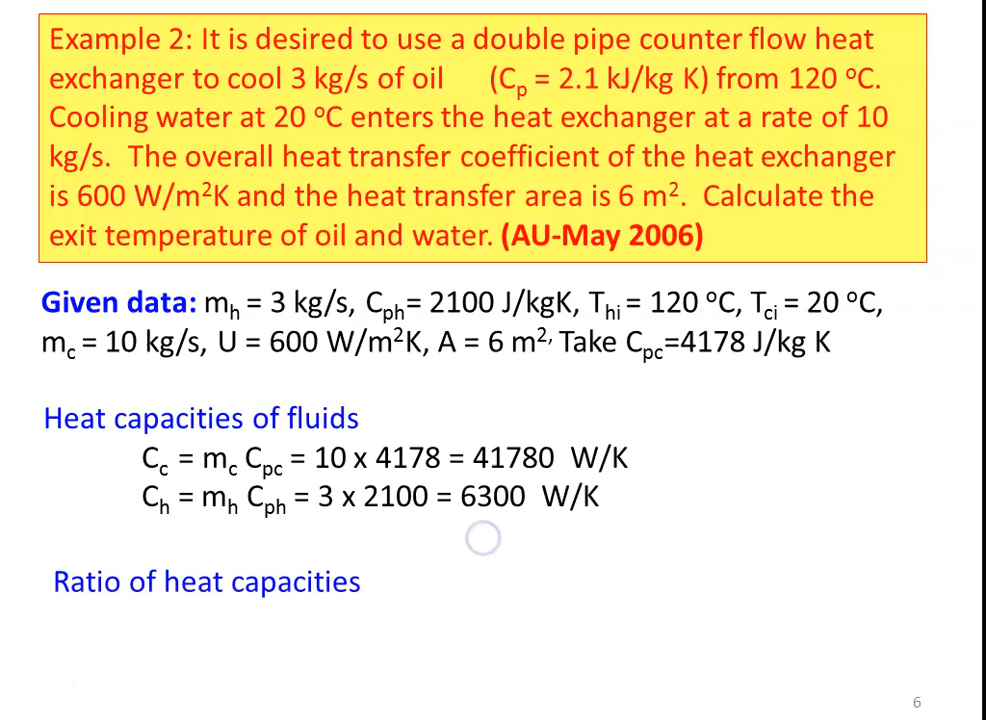 Example 2: It is desired to use a double pipe counter flow heat
exchanger to cool 3 kg/s of oil (Cp = 2.1 kJ/kg K) from 120 ᵒC.
Cooling water at 20 ᵒC enters the heat exchanger at a rate of 10
kg/s. The overall heat transfer coefficient of the heat exchanger
is 600 W/m²K and the heat transfer area is 6 m². Calculate the
exit temperature of oil and water. (AU-May 2006)
Given data: mh = 3 kg/s, Cph= 2100 J/kgK, Thi = 120 ᵒC, Tci = 20 ᵒC,
mc = 10 kg/s, U = 600 W/m²K, A = 6 m², Take Cpc=4178 J/kg K
Heat capacities of fluids
Cc = mc Cpc = 10 x 4178 = 41780 W/K
Ch = mh Cph = 3 x 2100 = 6300 W/K
Ratio of heat capacities
6